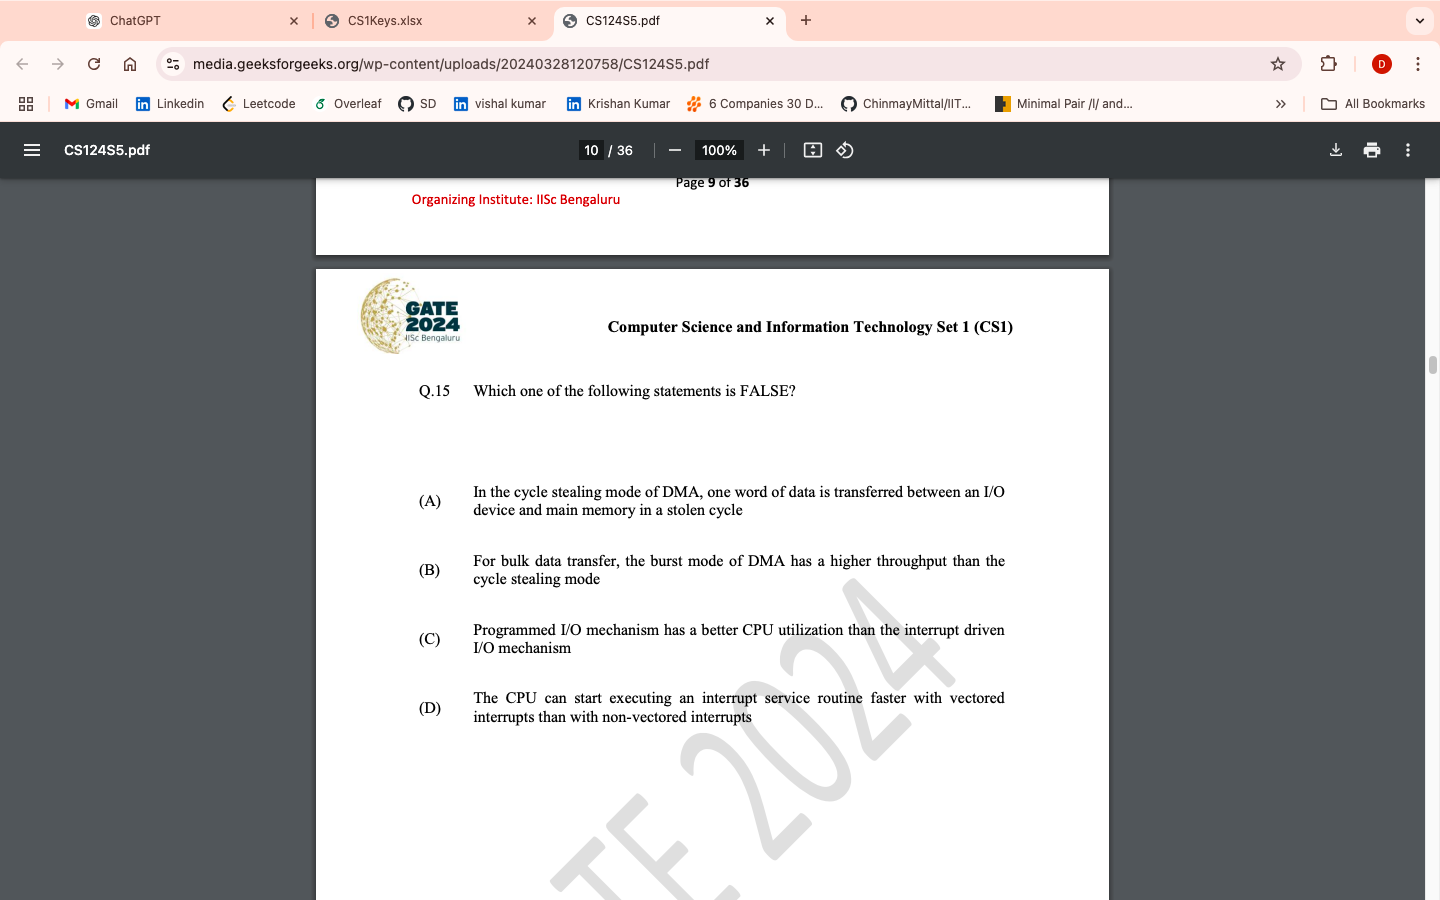 ChatGPT
CS1Keys.xlsx
CS124S5.pdf
media.geeksforgeeks.org/wp-content/uploads/20240328120758/CS124S5.pdf
D
Gmail
Linkedin
Leetcode
Overleaf
SD
vishal kumar
Krishan Kumar
6 Companies 30 D...
ChinmayMittal/IIT...
Minimal Pair /l/ and...
All Bookmarks
CS124S5.pdf
10 / 36
100%
Page 9 of 36
Organizing Institute: IISc Bengaluru
GATE
2024
IISc Bengaluru
Computer Science and Information Technology Set 1 (CS1)
Q.15 Which one of the following statements is FALSE?
(A) In the cycle stealing mode of DMA, one word of data is transferred between an I/O
device and main memory in a stolen cycle
(B) For bulk data transfer, the burst mode of DMA has a higher throughput than the
cycle stealing mode
(C) Programmed I/O mechanism has a better CPU utilization than the interrupt driven
I/O mechanism
(D) The CPU can start executing an interrupt service routine faster with vectored
interrupts than with non-vectored interrupts
TE 2024